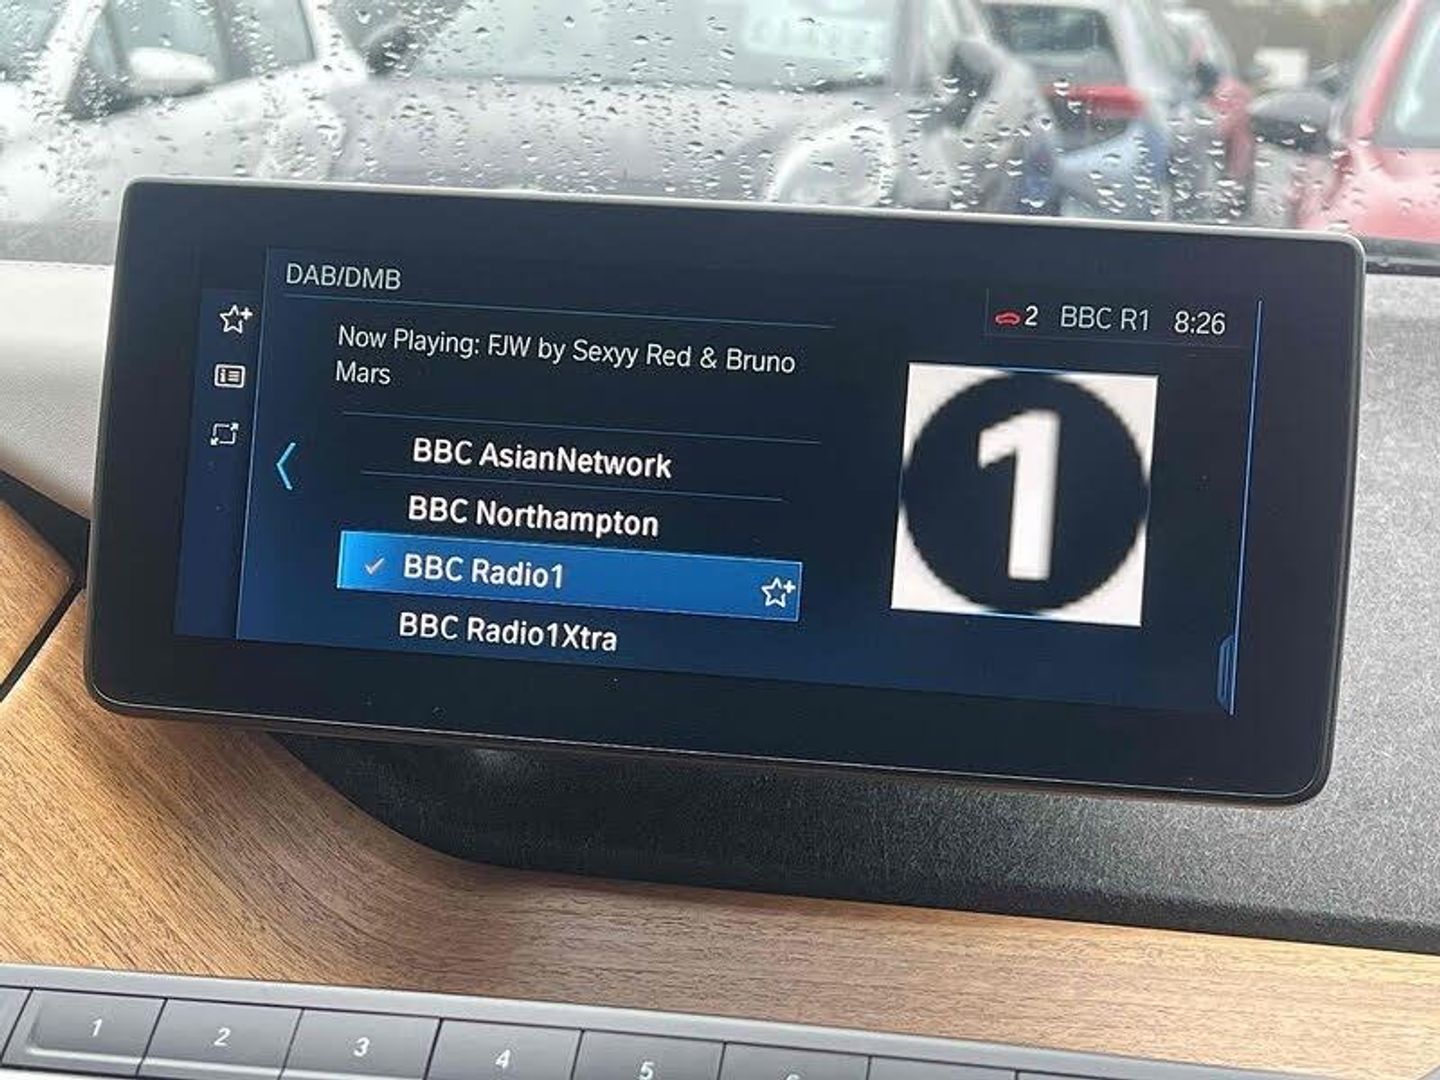 DAB/DMB
2 BBC R1 8:26
Now Playing: FJW by Sexyy Red & Bruno
Mars
BBC AsianNetwork
BBC Northampton
BBC Radio1
BBC Radio1Xtra
1
1 2 3 4 5